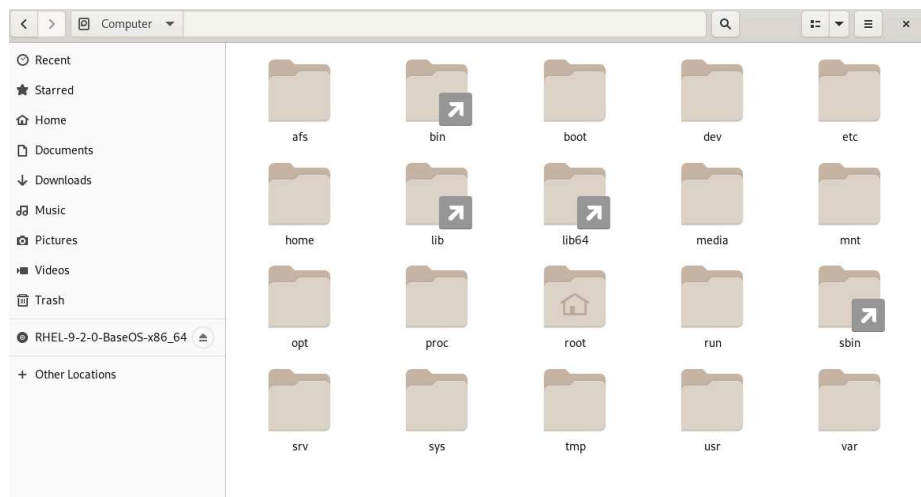 Computer
Recent
Starred
Home
Documents
Downloads
Music
Pictures
Videos
Trash
RHEL-9-2-0-BaseOS-x86_64
+ Other Locations
afs bin boot dev etc
home lib lib64 media mnt
opt proc root run sbin
srv sys tmp usr var